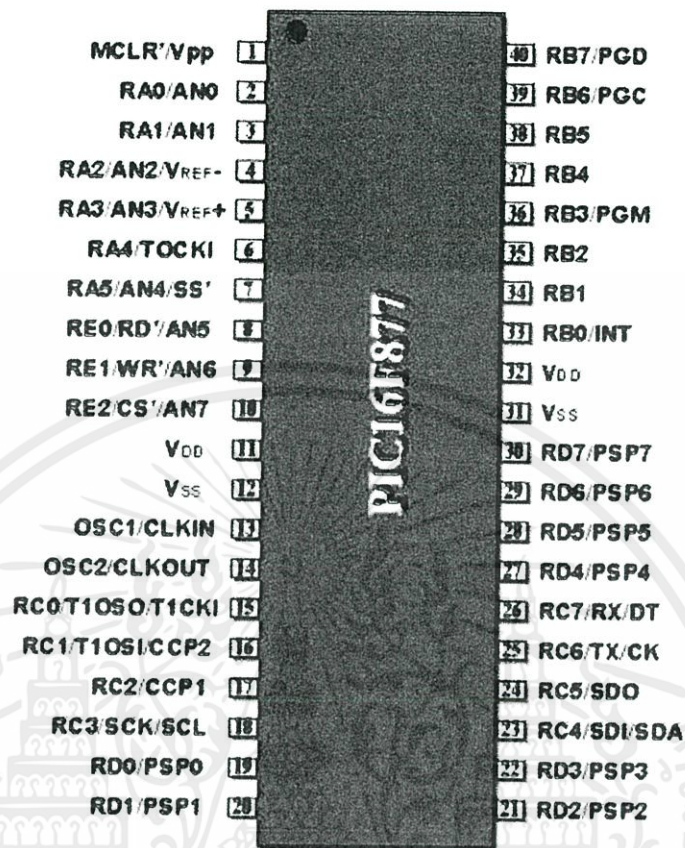 MCLR'/Vpp 1
RA0/AN0 2
RA1/AN1 3
RA2/AN2/VREF- 4
RA3/AN3/VREF+ 5
RA4/TOCKI 6
RA5/AN4/SS' 7
RE0/RD'/AN5 8
RE1/WR'/AN6 9
RE2/CS'/AN7 10
VDD 11
VSS 12
OSC1/CLKIN 13
OSC2/CLKOUT 14
RC0/T1OSO/T1CKI 15
RC1/T1OSI/CCP2 16
RC2/CCP1 17
RC3/SCK/SCL 18
RD0/PSP0 19
RD1/PSP1 20
PIC16F877
40 RB7/PGD
39 RB6/PGC
38 RB5
37 RB4
36 RB3/PGM
35 RB2
34 RB1
33 RB0/INT
32 VDD
31 VSS
30 RD7/PSP7
29 RD6/PSP6
28 RD5/PSP5
27 RD4/PSP4
26 RC7/RX/DT
25 RC6/TX/CK
24 RC5/SDO
23 RC4/SDI/SDA
22 RD3/PSP3
21 RD2/PSP2